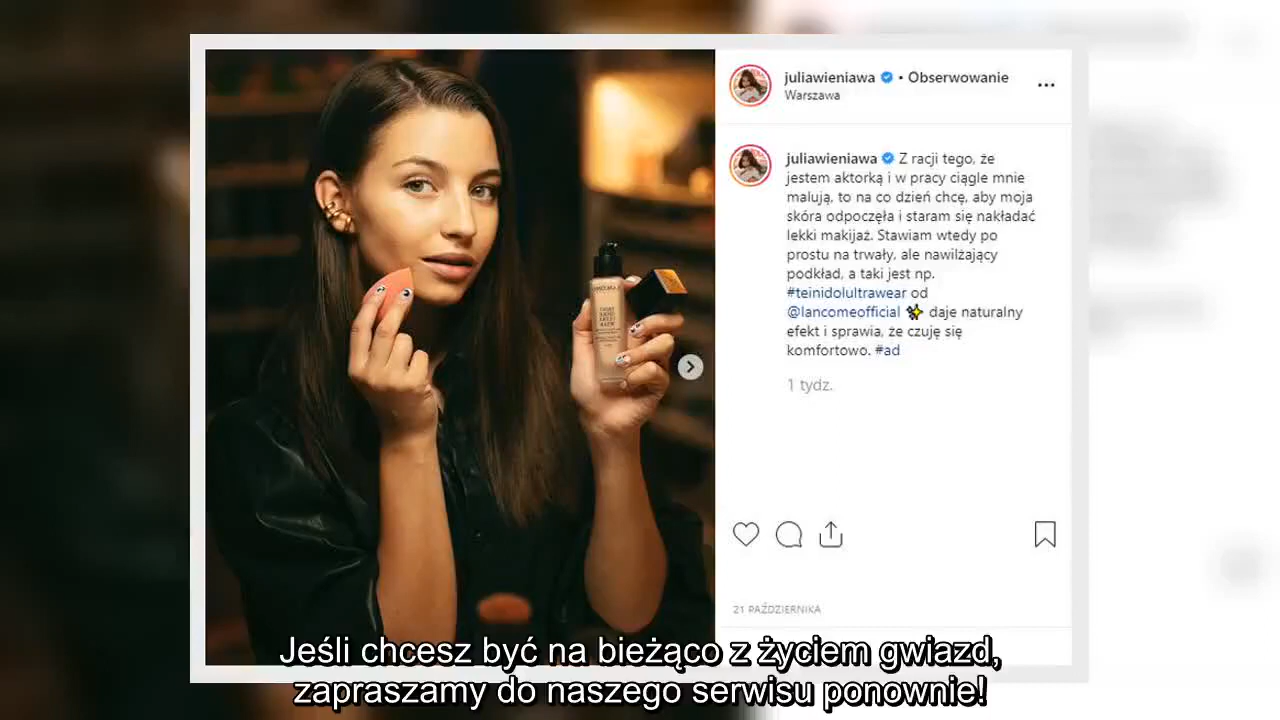 juliawieniawa • Obserwowanie
Warszawa
juliawieniawa Z racji tego, że
jestem aktorką i w pracy ciągle mnie
malują, to na co dzień chcę, aby moja
skóra odpoczęła i staram się nakładać
lekki makijaż. Stawiam wtedy po
prostu na trwały, ale nawilżający
podkład, a taki jest np.
#teinidolultrawear od
@lancomeofficial ✨ daje naturalny
efekt i sprawia, że czuję się
komfortowo. #ad
1 tydz.
21 PAŹDZIERNIKA
Jeśli chcesz być na bieżąco z życiem gwiazd,
zapraszamy do naszego serwisu ponownie!